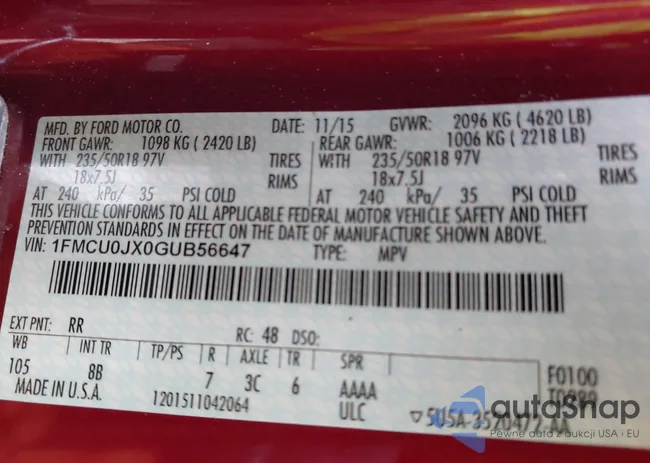 MFD. BY FORD MOTOR CO. DATE: 11/15 GVWR: 2096 KG ( 4620 LB)
FRONT GAWR: 1098 KG ( 2420 LB) REAR GAWR: 1006 KG ( 2218 LB)
WITH 235/50R18 97V TIRES WITH 235/50R18 97V TIRES
18x7.5J RIMS 18x7.5J RIMS
AT 240 kPa/ 35 PSI COLD AT 240 kPa/ 35 PSI COLD
THIS VEHICLE CONFORMS TO ALL APPLICABLE FEDERAL MOTOR VEHICLE SAFETY AND THEFT
PREVENTION STANDARDS IN EFFECT ON THE DATE OF MANUFACTURE SHOWN ABOVE.
VIN: 1FMCU0JX0GUB56647 TYPE: MPV
EXT PNT: RR RC: 48 DSO:
WB INT TR TP/PS R AXLE TR SPR
105 8B 7 3C 6 AAAA F0100
MADE IN U.S.A. 1201511042064 ULC
autoSnap
Pewne auta z aukcji USA i EU